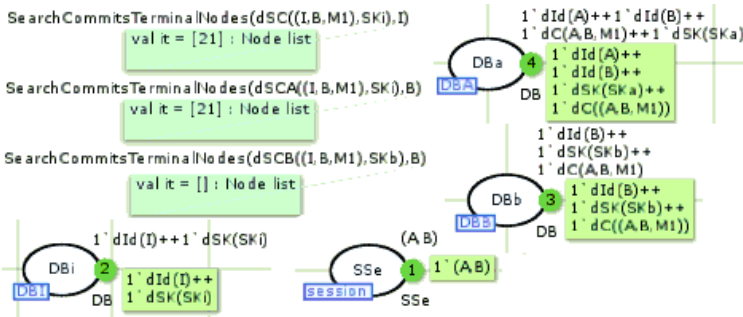 SearchCommitsTerminalNodes(dSC((I,B,M1),SKi),I)
val it = [21] : Node list
SearchCommitsTerminalNodes(dSCA((I,B,M1),SKi),B)
val it = [21] : Node list
SearchCommitsTerminalNodes(dSCB((I,B,M1),SKb),B)
val it = [] : Node list
1`dId(A)++1`dId(B)++
1`dC(A,B,M1)++1`dSK(SKa)
DBa
4
1`dId(A)++
1`dId(B)++
1`dSK(SKa)++
1`dC((A,B,M1))
DBA
DB
1`dId(B)++
1`dSK(SKb)++
1`dC(A,B,M1)
DBb
3
1`dId(B)++
1`dSK(SKb)++
1`dC((A,B,M1))
DBB
DB
1`dId(I)++1`dSK(SKi)
DBi
2
1`dId(I)++
1`dSK(SKi)
DBI
DB
(A,B)
SSe
1
1`(A,B)
session
SSe